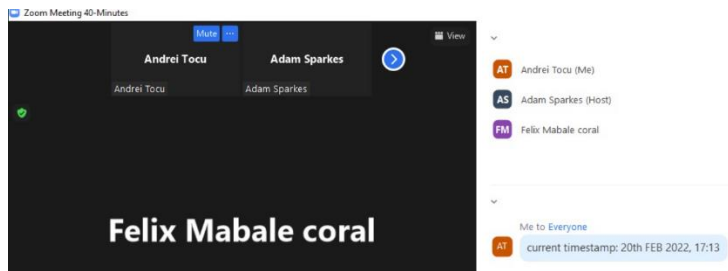 Zoom Meeting 40-Minutes
Mute ...
View
Andrei Tocu
Adam Sparkes
Andrei Tocu
Adam Sparkes
Felix Mabale coral
AT Andrei Tocu (Me)
AS Adam Sparkes (Host)
FM Felix Mabale coral
Me to Everyone
AT current timestamp: 20th FEB 2022, 17:13